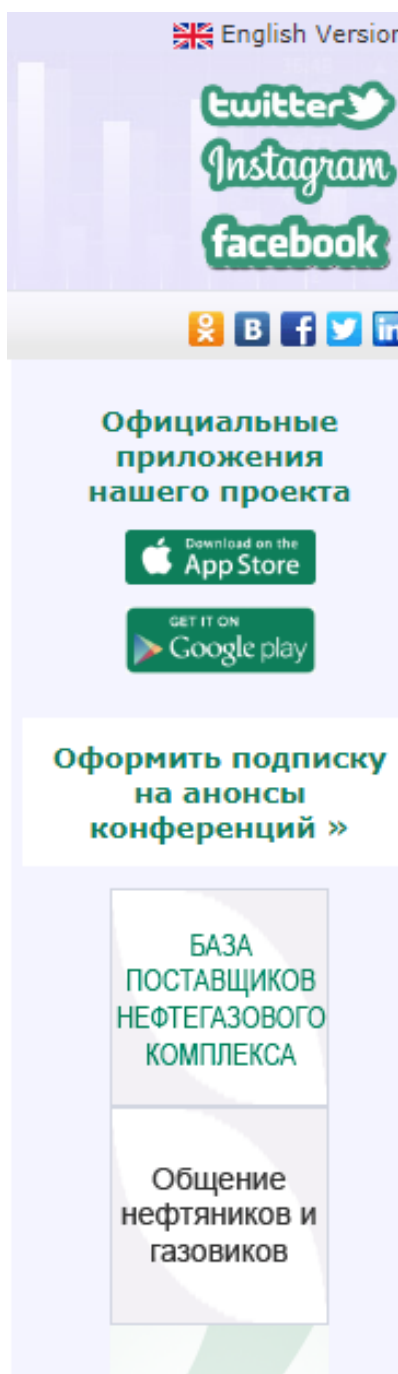 English Version
twitter
Instagram
facebook
Официальные
приложения
нашего проекта
Download on the
App Store
GET IT ON
Google play
Оформить подписку
на анонсы
конференций »
БАЗА
ПОСТАВЩИКОВ
НЕФТЕГАЗОВОГО
КОМПЛЕКСА
Общение
нефтяников и
газовиков